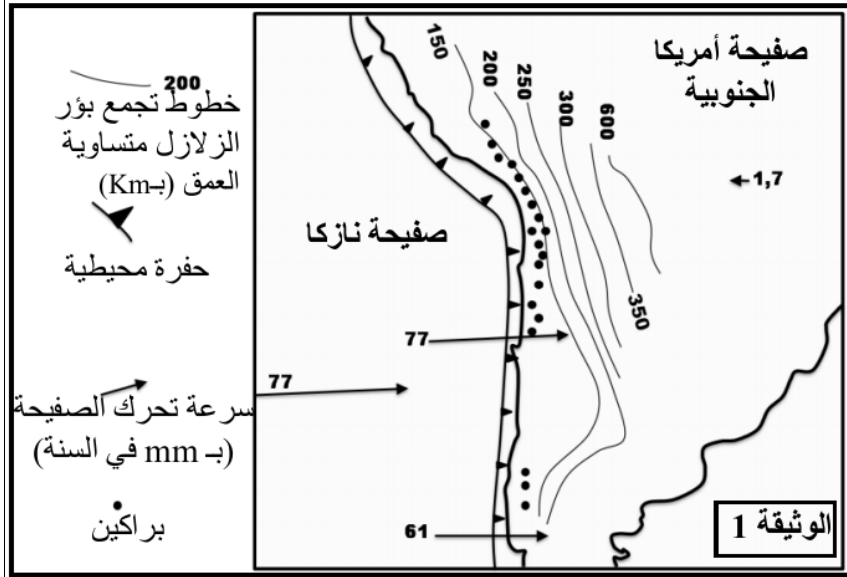 200
خطوط تجمع بؤر
الزلازل متساوية
العمق (بـKm)
حفرة محيطية
سرعة تحرك الصفيحة
(بـ mm في السنة)
براكين
صفيحة أمريكا
الجنوبية
150
200
250
300
600
1,7
صفيحة نازكا
350
77
77
61
الوثيقة 1